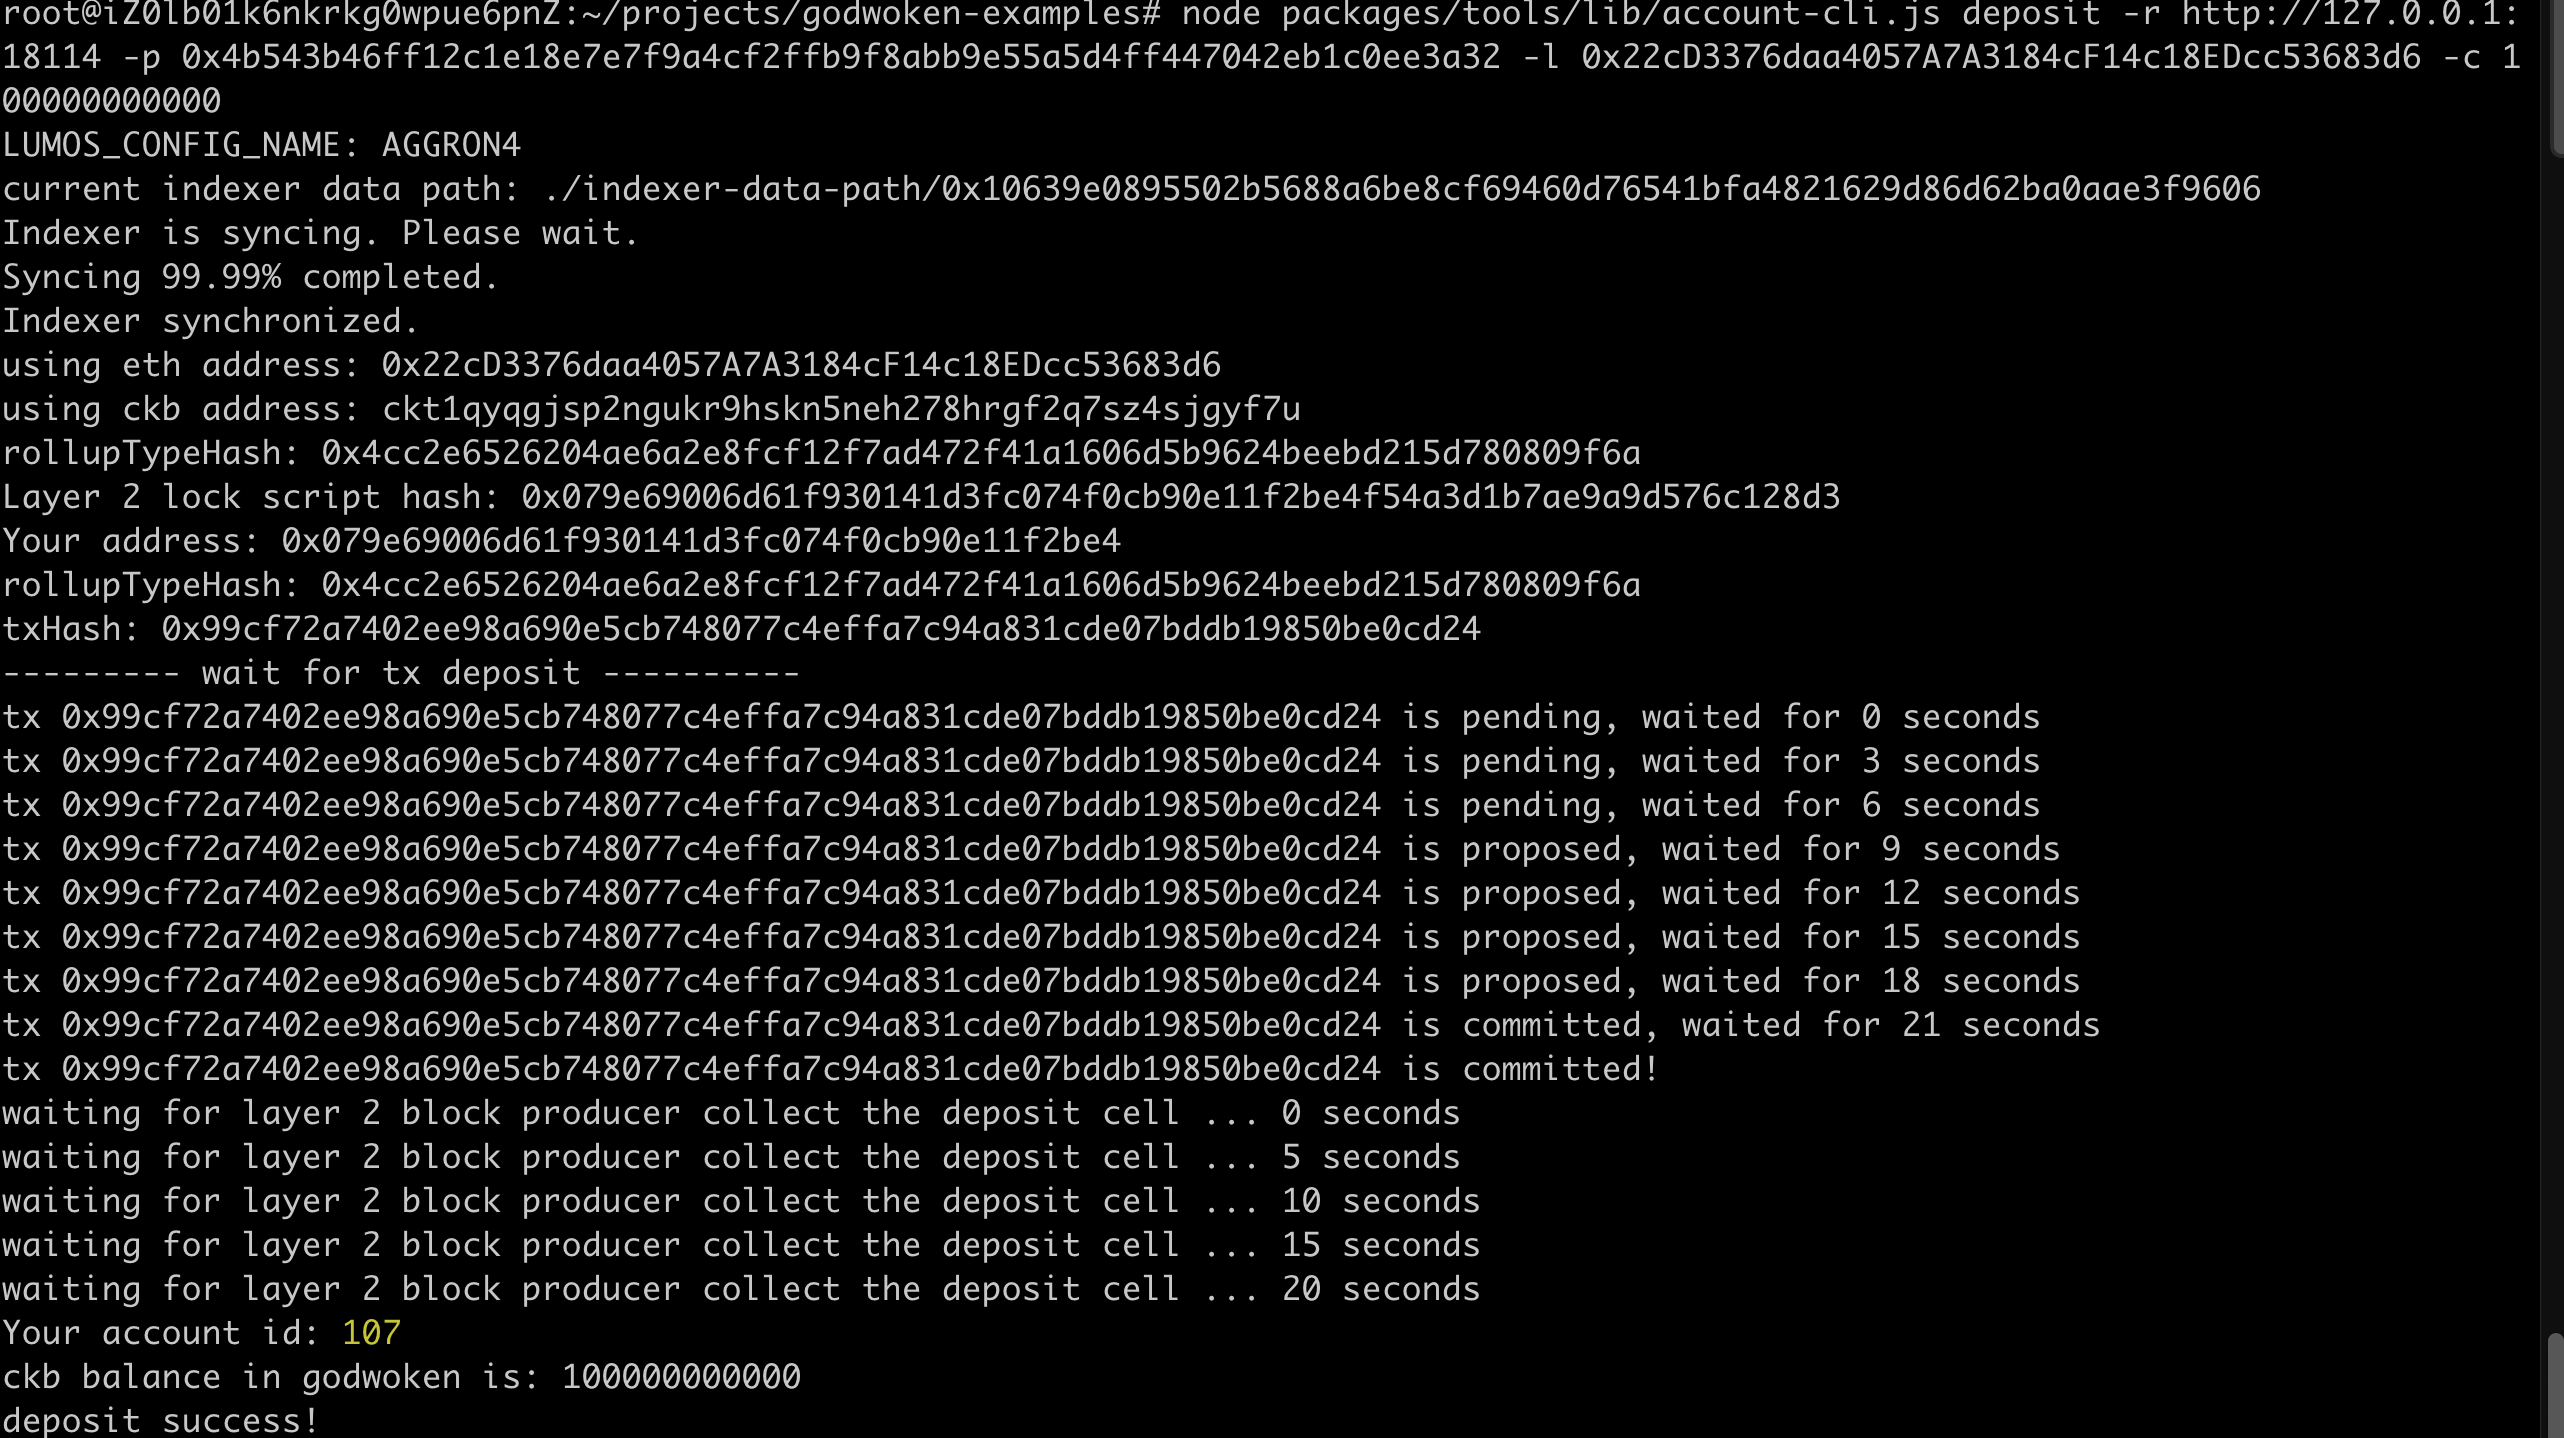 root@iZ0lb01k6nkrkg0wpue6pnZ:~/projects/godwoken-examples# node packages/tools/lib/account-cli.js deposit -r http://127.0.0.1:
18114 -p 0x4b543b46ff12c1e18e7e7f9a4cf2ffb9f8abb9e55a5d4ff447042eb1c0ee3a32 -l 0x22cD3376daa4057A7A3184cF14c18EDcc53683d6 -c 1
00000000000
LUMOS_CONFIG_NAME: AGGRON4
current indexer data path: ./indexer-data-path/0x10639e0895502b5688a6be8cf69460d76541bfa4821629d86d62ba0aae3f9606
Indexer is syncing. Please wait.
Syncing 99.99% completed.
Indexer synchronized.
using eth address: 0x22cD3376daa4057A7A3184cF14c18EDcc53683d6
using ckb address: ckt1qyqgjsp2ngukr9hskn5neh278hrgf2q7sz4sjgyf7u
rollupTypeHash: 0x4cc2e6526204ae6a2e8fcf12f7ad472f41a1606d5b9624beebd215d780809f6a
Layer 2 lock script hash: 0x079e69006d61f930141d3fc074f0cb90e11f2be4f54a3d1b7ae9a9d576c128d3
Your address: 0x079e69006d61f930141d3fc074f0cb90e11f2be4
rollupTypeHash: 0x4cc2e6526204ae6a2e8fcf12f7ad472f41a1606d5b9624beebd215d780809f6a
txHash: 0x99cf72a7402ee98a690e5cb748077c4effa7c94a831cde07bddb19850be0cd24
--------- wait for tx deposit ----------
tx 0x99cf72a7402ee98a690e5cb748077c4effa7c94a831cde07bddb19850be0cd24 is pending, waited for 0 seconds
tx 0x99cf72a7402ee98a690e5cb748077c4effa7c94a831cde07bddb19850be0cd24 is pending, waited for 3 seconds
tx 0x99cf72a7402ee98a690e5cb748077c4effa7c94a831cde07bddb19850be0cd24 is pending, waited for 6 seconds
tx 0x99cf72a7402ee98a690e5cb748077c4effa7c94a831cde07bddb19850be0cd24 is proposed, waited for 9 seconds
tx 0x99cf72a7402ee98a690e5cb748077c4effa7c94a831cde07bddb19850be0cd24 is proposed, waited for 12 seconds
tx 0x99cf72a7402ee98a690e5cb748077c4effa7c94a831cde07bddb19850be0cd24 is proposed, waited for 15 seconds
tx 0x99cf72a7402ee98a690e5cb748077c4effa7c94a831cde07bddb19850be0cd24 is proposed, waited for 18 seconds
tx 0x99cf72a7402ee98a690e5cb748077c4effa7c94a831cde07bddb19850be0cd24 is committed, waited for 21 seconds
tx 0x99cf72a7402ee98a690e5cb748077c4effa7c94a831cde07bddb19850be0cd24 is committed!
waiting for layer 2 block producer collect the deposit cell ... 0 seconds
waiting for layer 2 block producer collect the deposit cell ... 5 seconds
waiting for layer 2 block producer collect the deposit cell ... 10 seconds
waiting for layer 2 block producer collect the deposit cell ... 15 seconds
waiting for layer 2 block producer collect the deposit cell ... 20 seconds
Your account id: 107
ckb balance in godwoken is: 100000000000
deposit success!